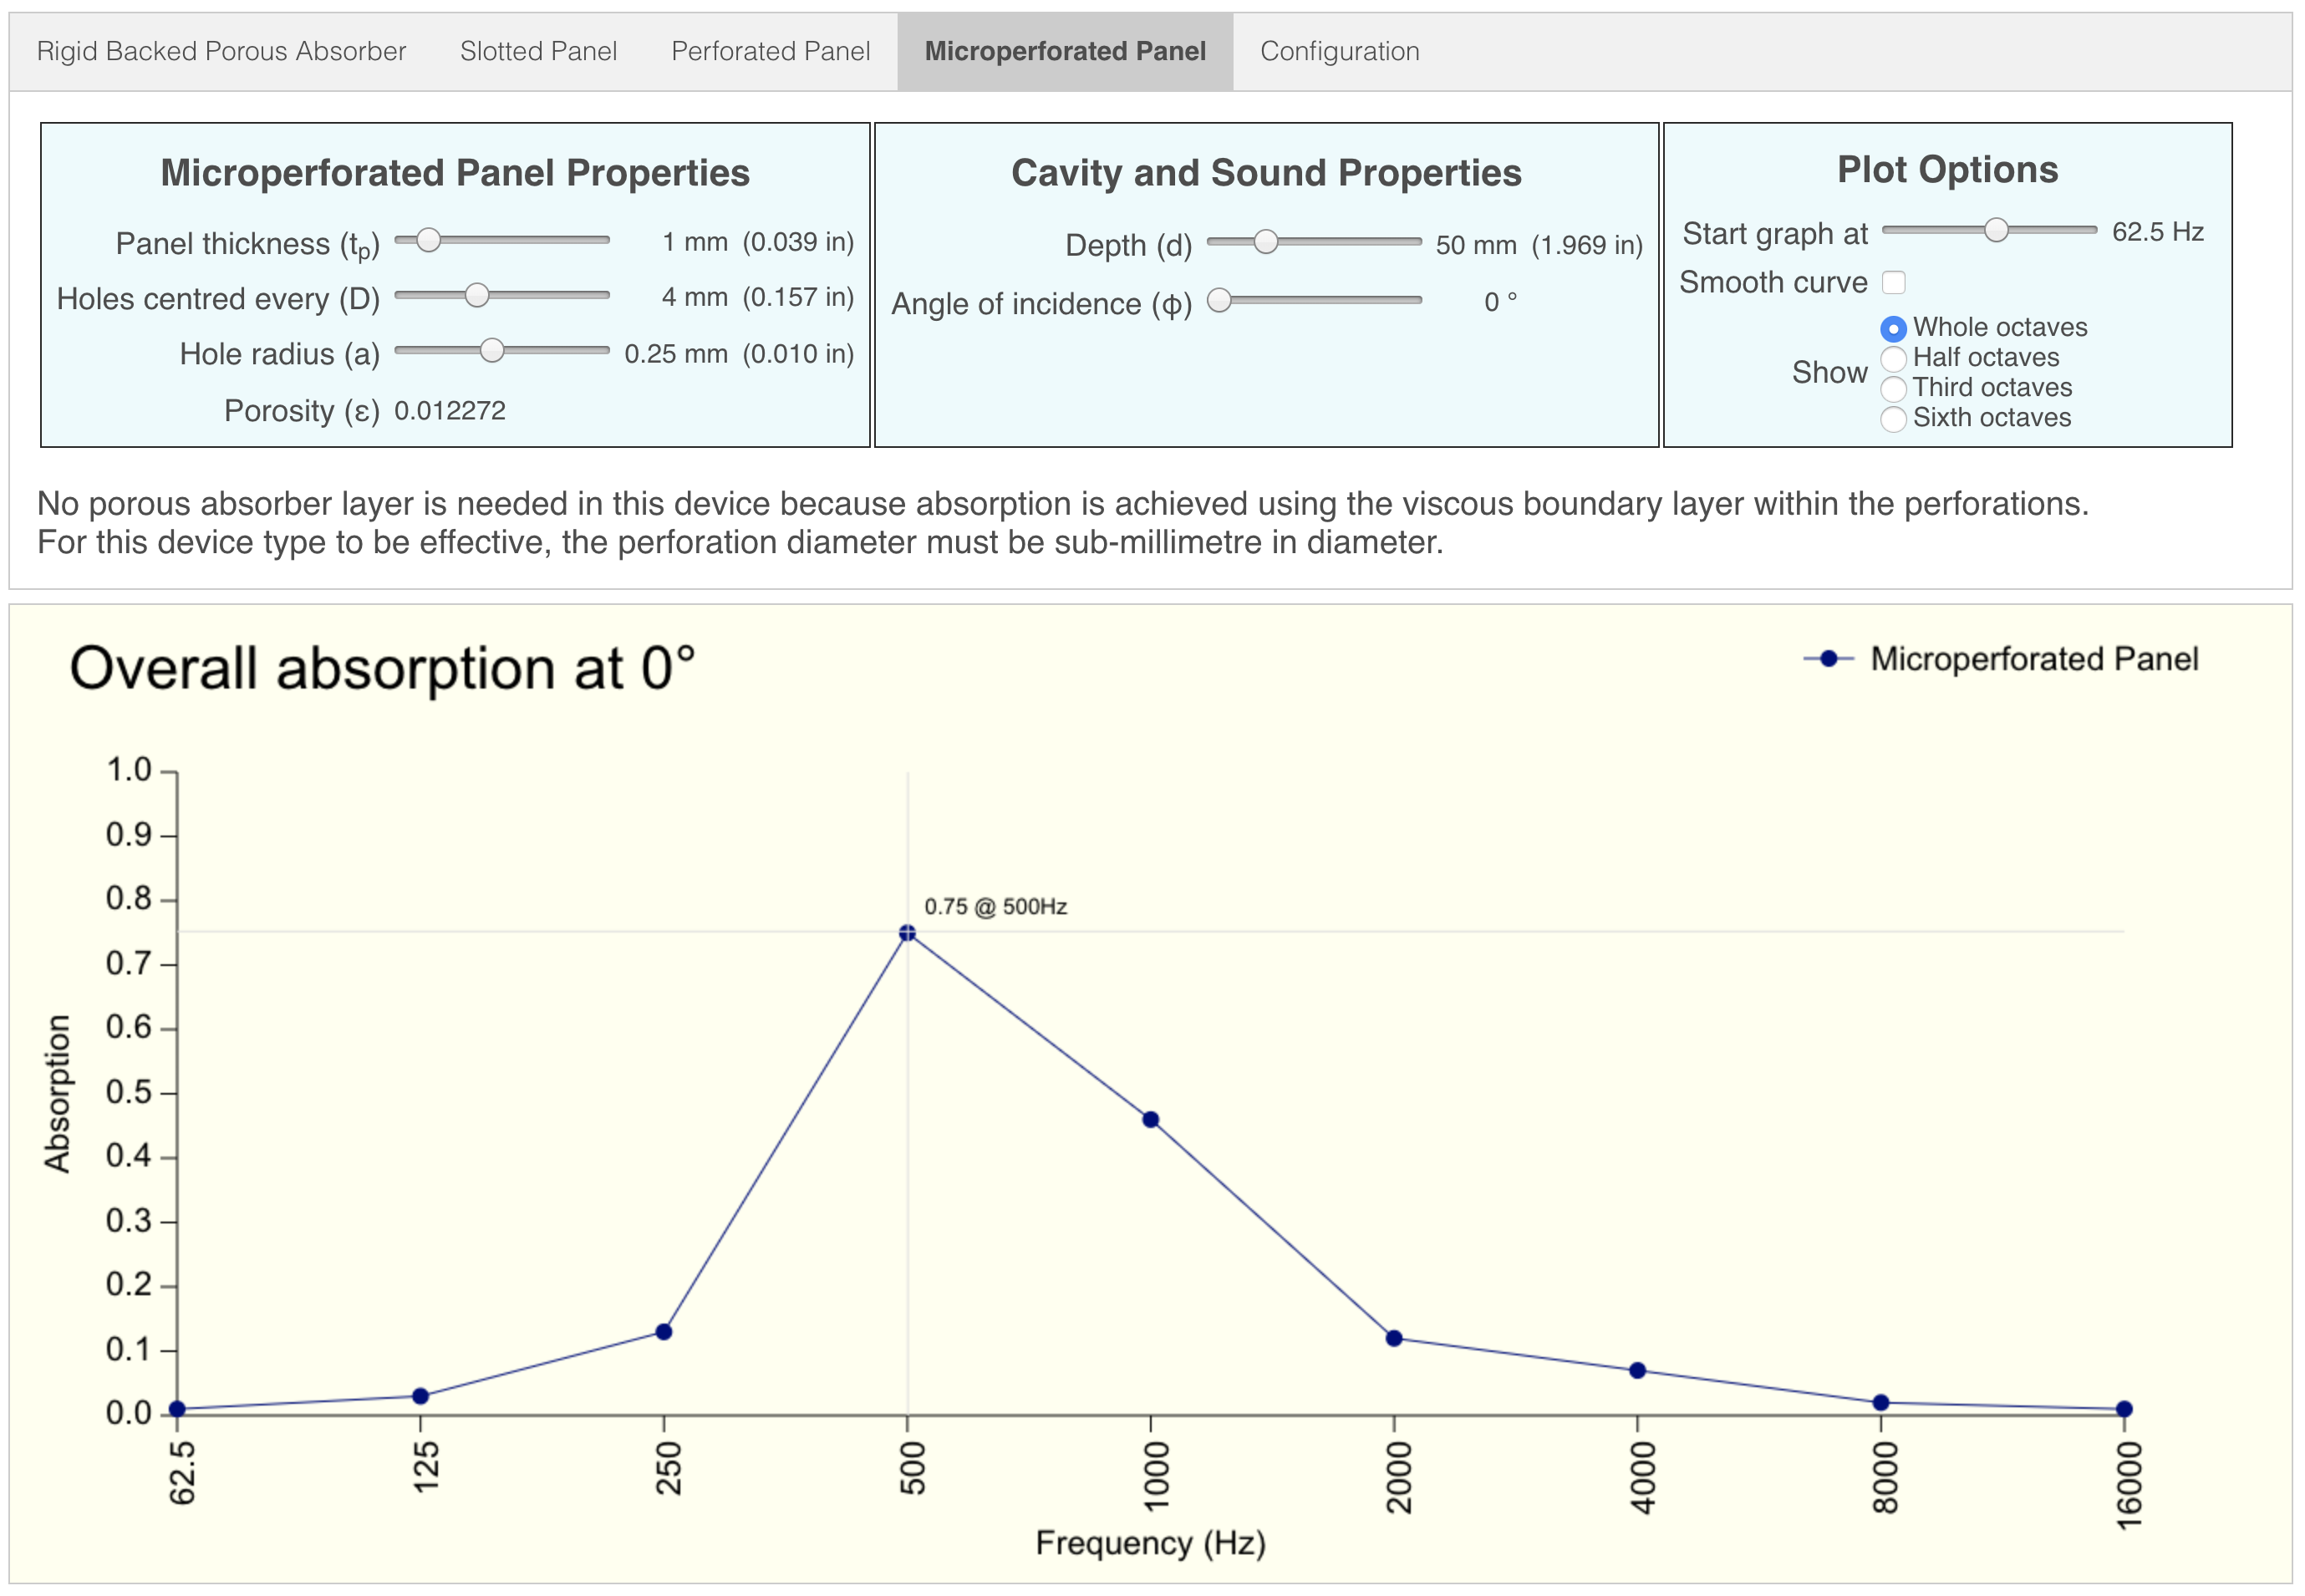 Rigid Backed Porous Absorber Slotted Panel Perforated Panel Microperforated Panel Configuration
Microperforated Panel Properties
Panel thickness (tp) 1 mm (0.039 in)
Holes centred every (D) 4 mm (0.157 in)
Hole radius (a) 0.25 mm (0.010 in)
Porosity (ε) 0.012272
Cavity and Sound Properties
Depth (d) 50 mm (1.969 in)
Angle of incidence (φ) 0 °
Plot Options
Start graph at 62.5 Hz
Smooth curve
Show
Whole octaves
Half octaves
Third octaves
Sixth octaves
No porous absorber layer is needed in this device because absorption is achieved using the viscous boundary layer within the perforations.
For this device type to be effective, the perforation diameter must be sub-millimetre in diameter.
Overall absorption at 0°
Microperforated Panel
1.0
0.9
0.8
0.7
0.6
0.5
0.4
0.3
0.2
0.1
0.0
Absorption
0.75 @ 500Hz
62.5 125 250 500 1000 2000 4000 8000 16000
Frequency (Hz)